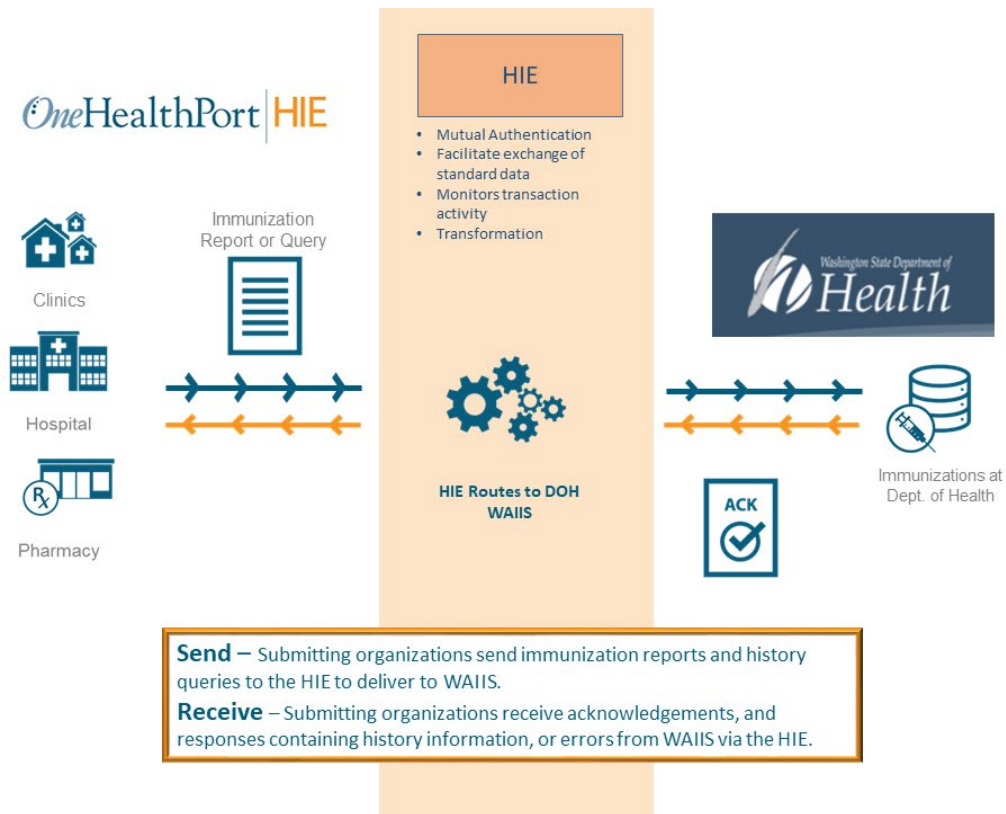 OneHealthPort HIE
HIE
• Mutual Authentication
• Facilitate exchange of
standard data
• Monitors transaction
activity
• Transformation
Immunization
Report or Query
Clinics
Hospital
Rx
Pharmacy
HIE Routes to DOH
WAIIS
Washington State Department of
Health
ACK
Immunizations at
Dept. of Health
Send – Submitting organizations send immunization reports and history
queries to the HIE to deliver to WAIIS.
Receive – Submitting organizations receive acknowledgements, and
responses containing history information, or errors from WAIIS via the HIE.